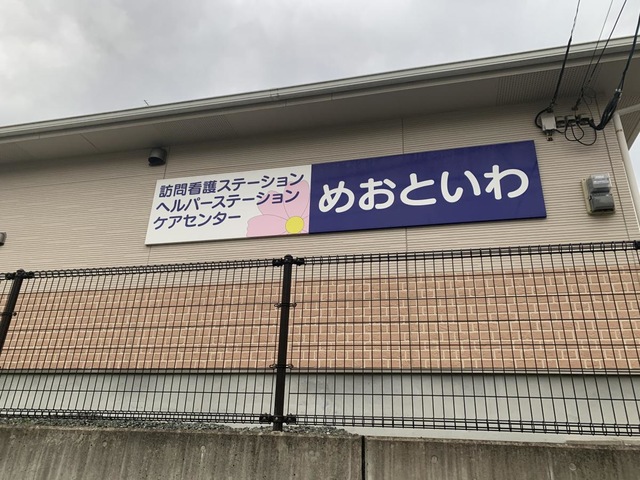 訪問看護ステーション
ヘルパーステーション
ケアセンター
めおといわ